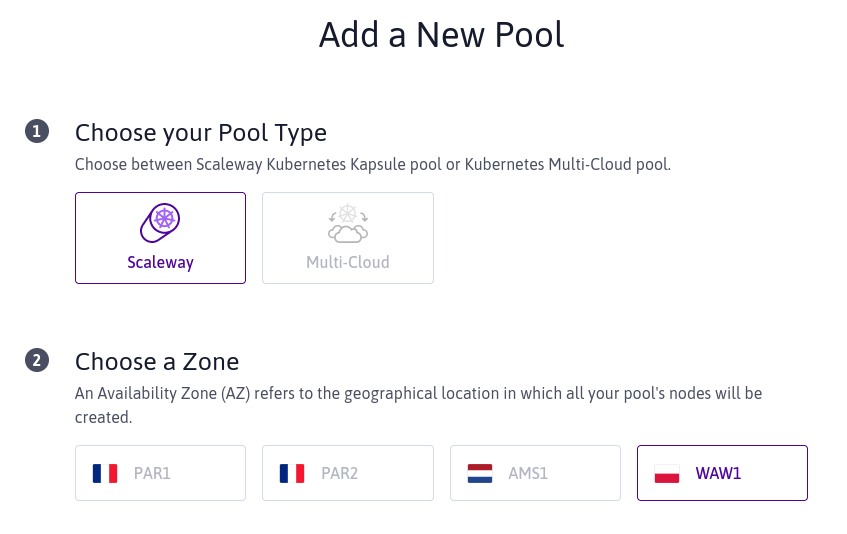 Add a New Pool
1
Choose your Pool Type
Choose between Scaleway Kubernetes Kapsule pool or Kubernetes Multi-Cloud pool.
Scaleway
Multi-Cloud
2
Choose a Zone
An Availability Zone (AZ) refers to the geographical location in which all your pool's nodes will be
created.
PAR1
PAR2
AMS1
WAW1